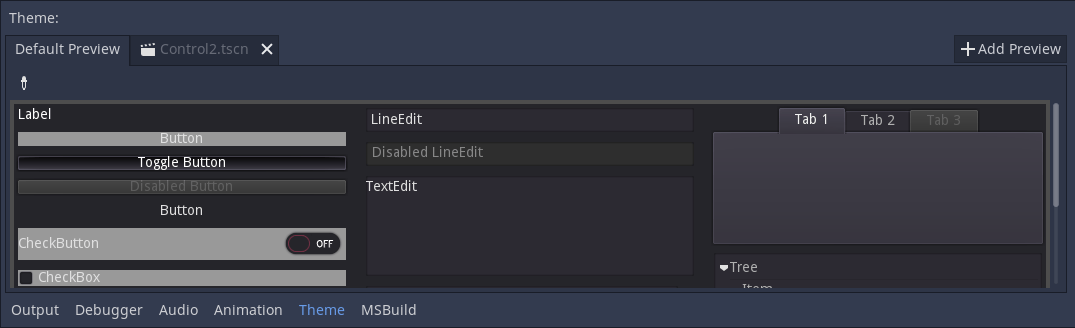 Theme:
Default Preview Control2.tscn Add Preview
Label
Button
Toggle Button
Disabled Button
Button
CheckButton OFF
CheckBox
LineEdit
Disabled LineEdit
TextEdit
Tab 1 Tab 2 Tab 3
Tree
Item
Output Debugger Audio Animation Theme MSBuild